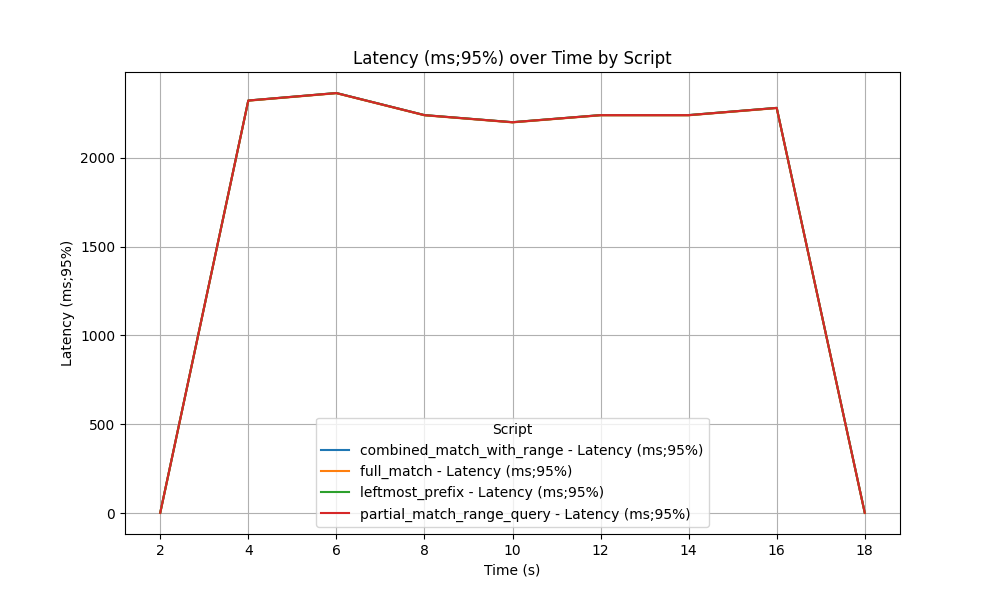 Latency (ms;95%) over Time by Script
Latency (ms;95%)
2000
1500
1000
500
0
Script
combined_match_with_range - Latency (ms;95%)
full_match - Latency (ms;95%)
leftmost_prefix - Latency (ms;95%)
partial_match_range_query - Latency (ms;95%)
2 4 6 8 10 12 14 16 18
Time (s)